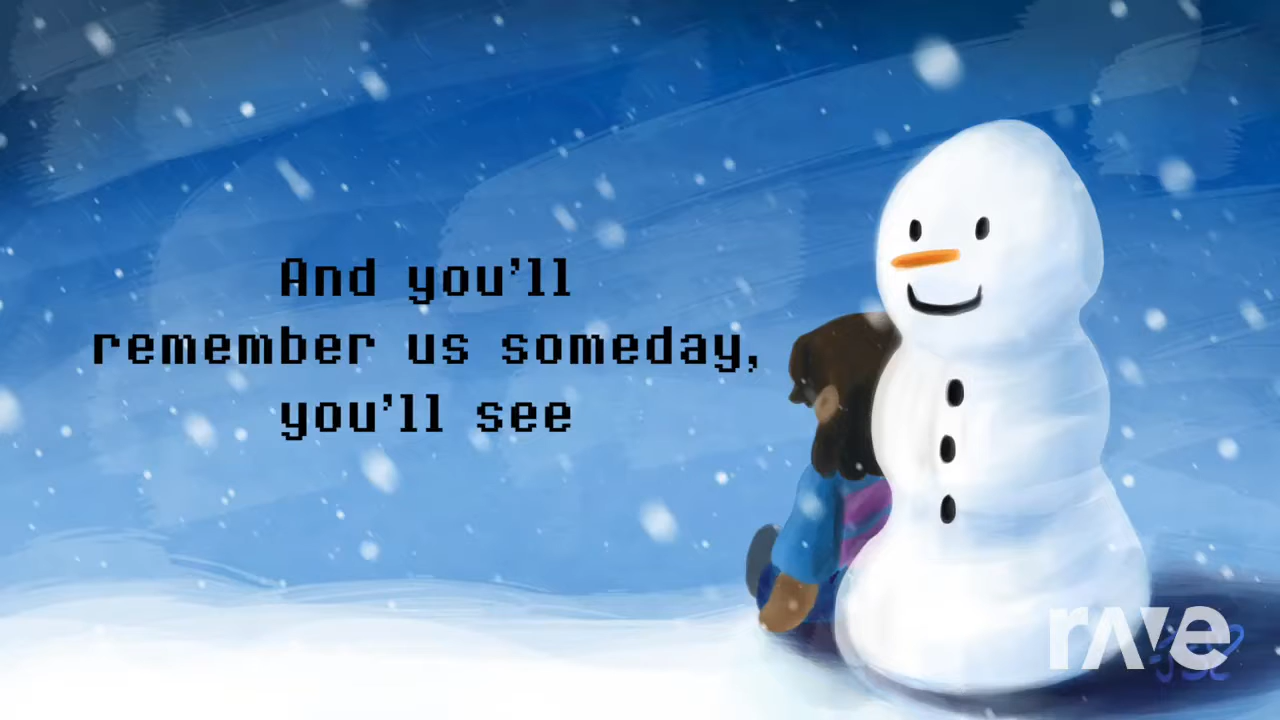 And you'll
remember us someday,
you'll see
rave